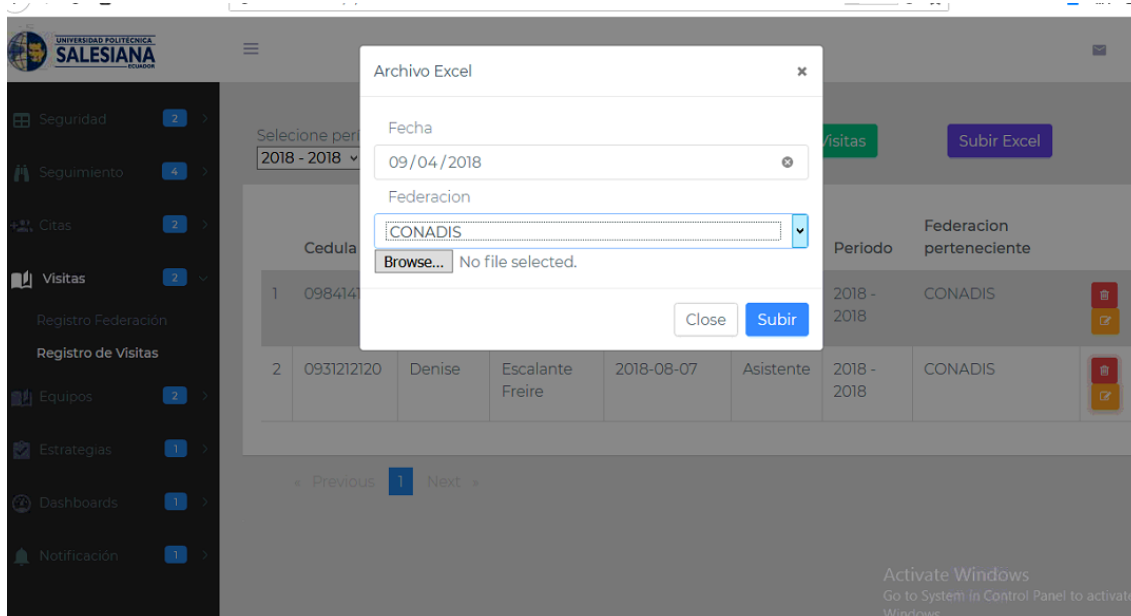 UNIVERSIDAD POLITÉCNICA
SALESIANA
ECUADOR
Archivo Excel
Fecha
09/04/2018
Federacion
CONADIS
Browse... No file selected.
Close Subir
Seguridad 2
Seguimiento 4
Citas 2
Visitas 2
Registro Federación
Registro de Visitas
Equipos 2
Estrategias 1
Dashboards 1
Notificación 1
Selecione perí
2018 - 2018
Visitas Subir Excel
Cedula Periodo Federacion
perteneciente
1 098414 2018 - CONADIS
2018
2 0931212120 Denise Escalante 2018-08-07 Asistente 2018 - CONADIS
Freire 2018
« Previous 1 Next »
Activate Windows
Go to System in Control Panel to activate
Windows.